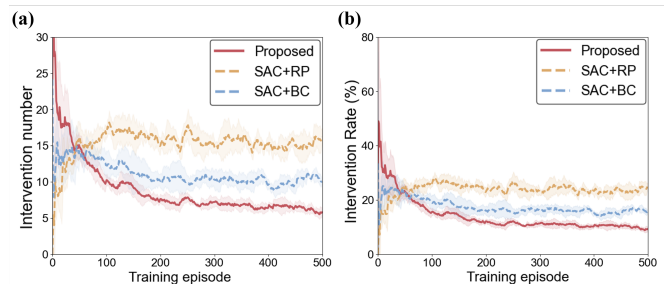 (a)
Intervention number
30
25
20
15
10
5
0
0
100
200
300
400
500
Training episode
Proposed
SAC+RP
SAC+BC
(b)
Intervention Rate (%)
80
60
40
20
0
0
100
200
300
400
500
Training episode
Proposed
SAC+RP
SAC+BC